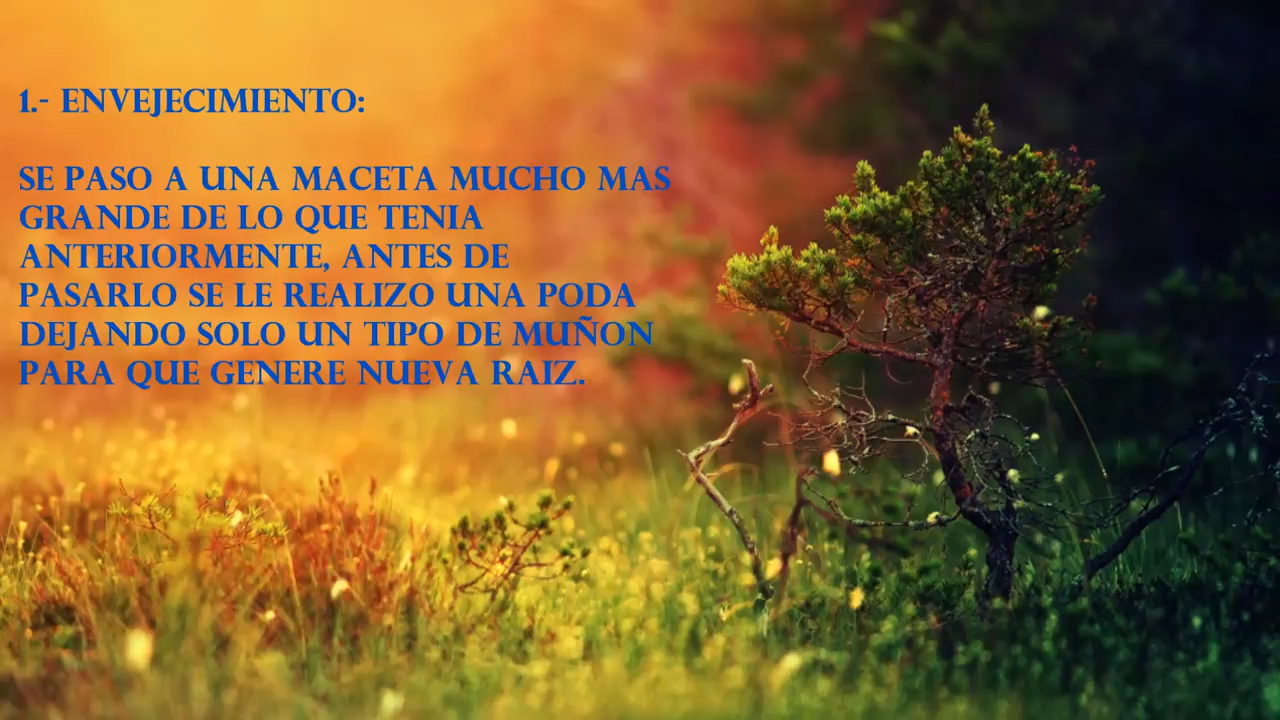 1.- ENVEJECIMIENTO:
SE PASO A UNA MACETA MUCHO MAS
GRANDE DE LO QUE TENIA
ANTERIORMENTE, ANTES DE
PASARLO SE LE REALIZO UNA PODA
DEJANDO SOLO UN TIPO DE MUÑON
PARA QUE GENERE NUEVA RAIZ.